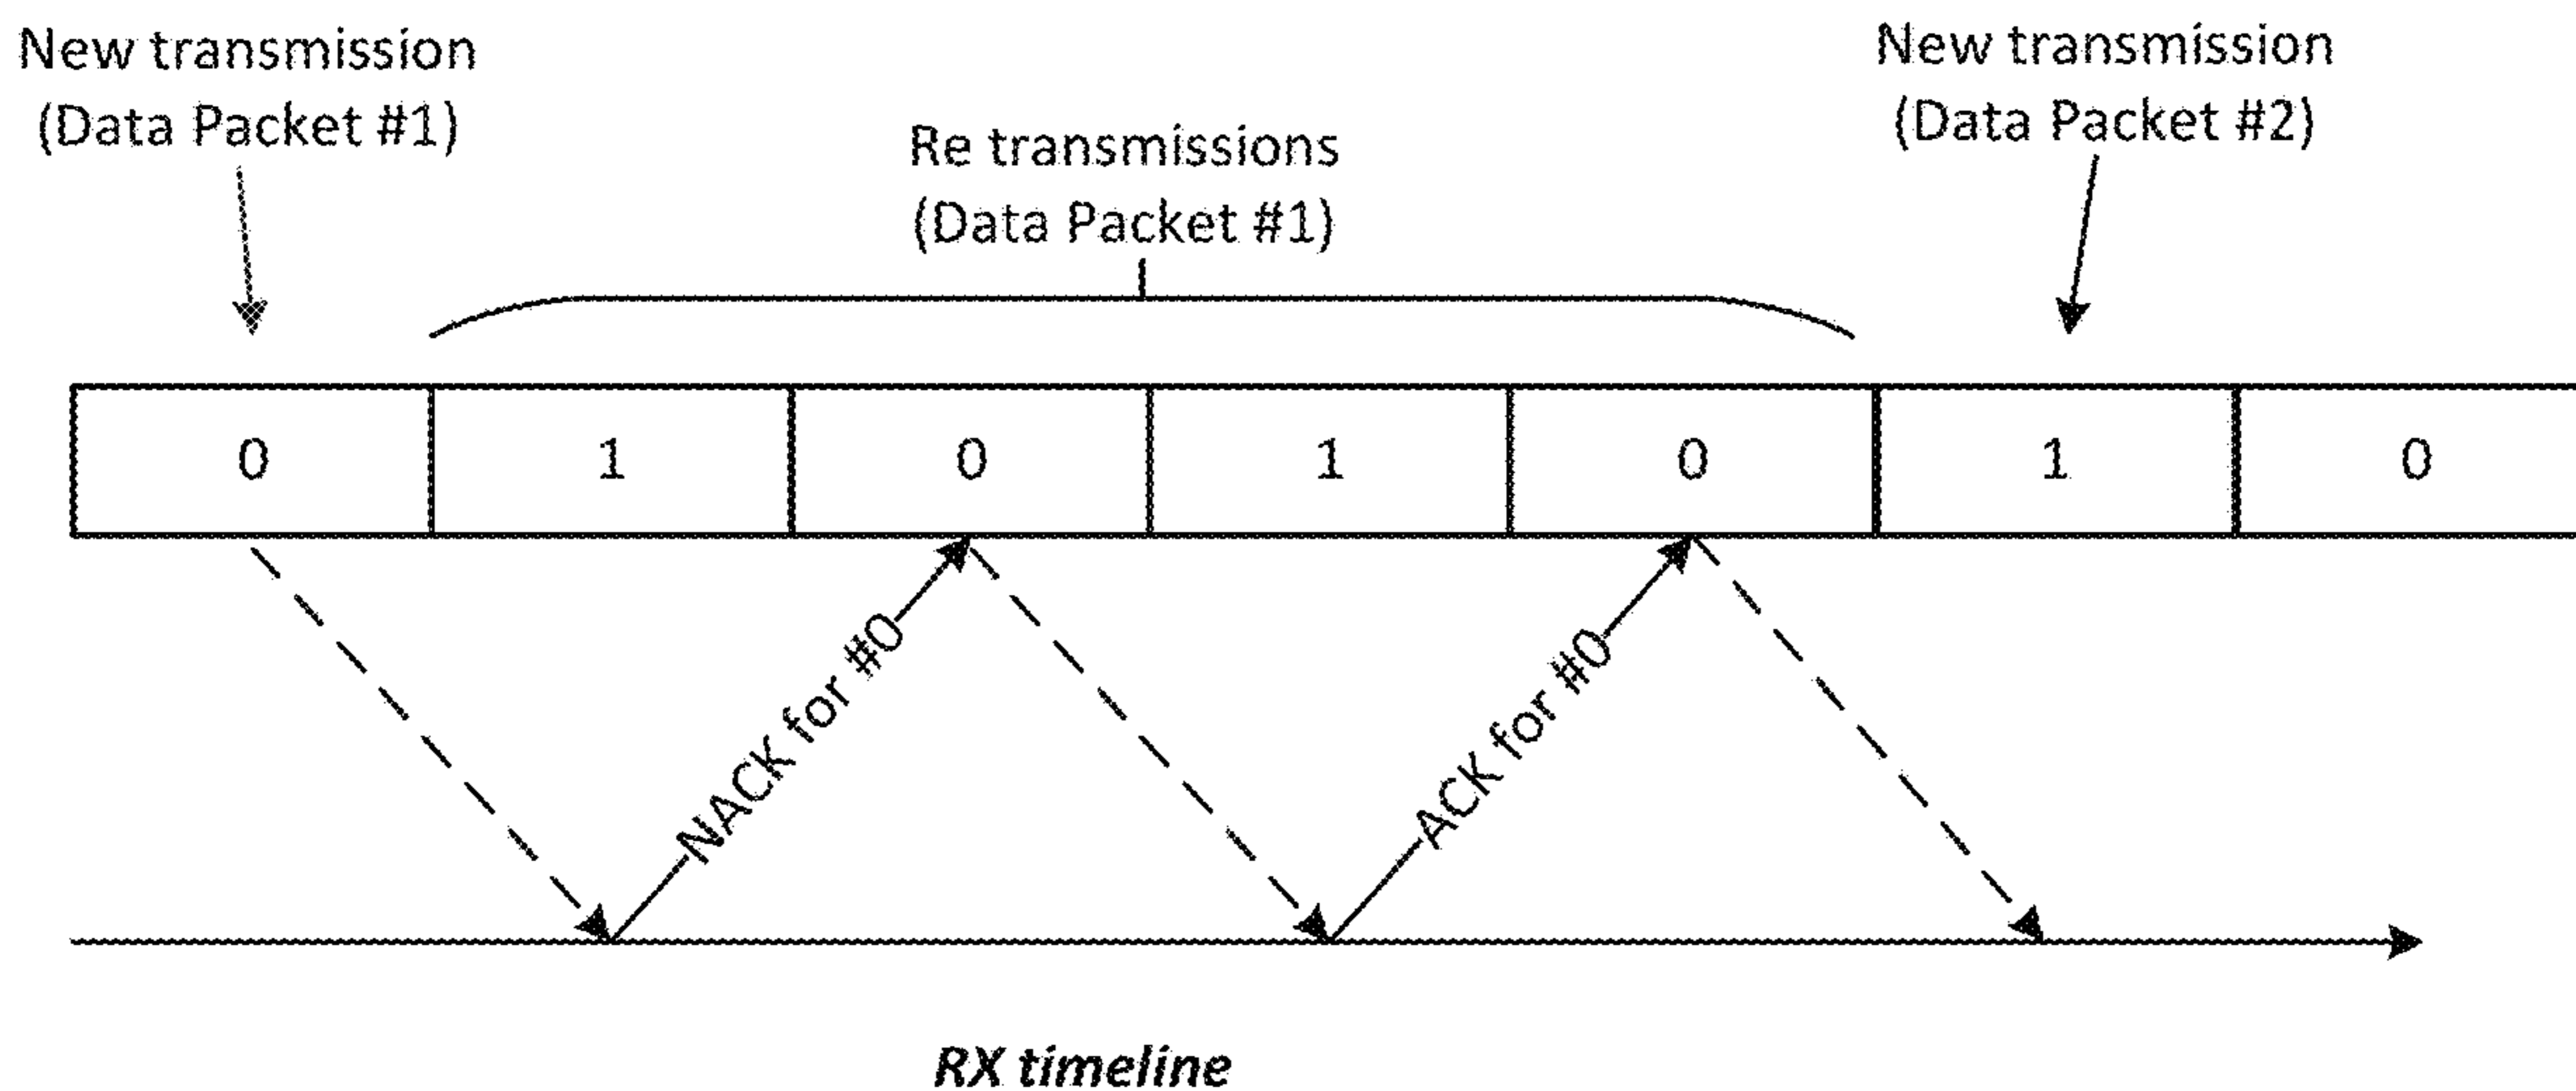 New transmission
(Data Packet #1)
Re transmissions
(Data Packet #1)
New transmission
(Data Packet #2)
0 1 0 1 0 1 0
NACK for #0
ACK for #0
RX timeline